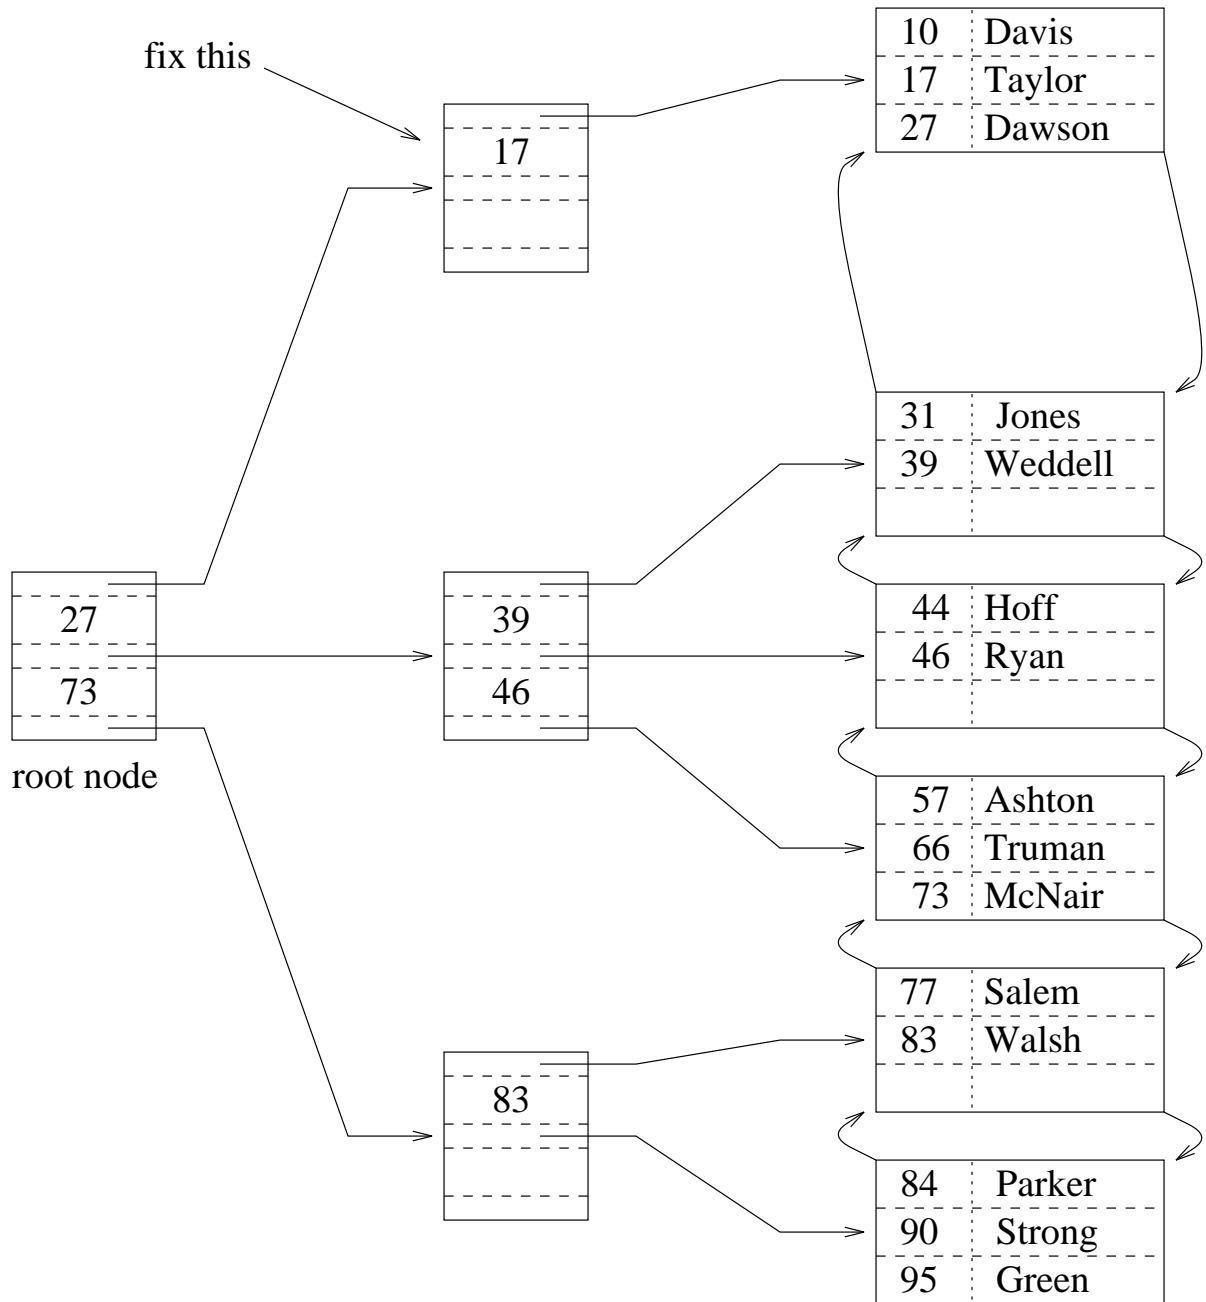 fix this
10 Davis
17 Taylor
27 Dawson
17
31 Jones
39 Weddell
27
73
root node
39
46
44 Hoff
46 Ryan
57 Ashton
66 Truman
73 McNair
77 Salem
83 Walsh
83
84 Parker
90 Strong
95 Green